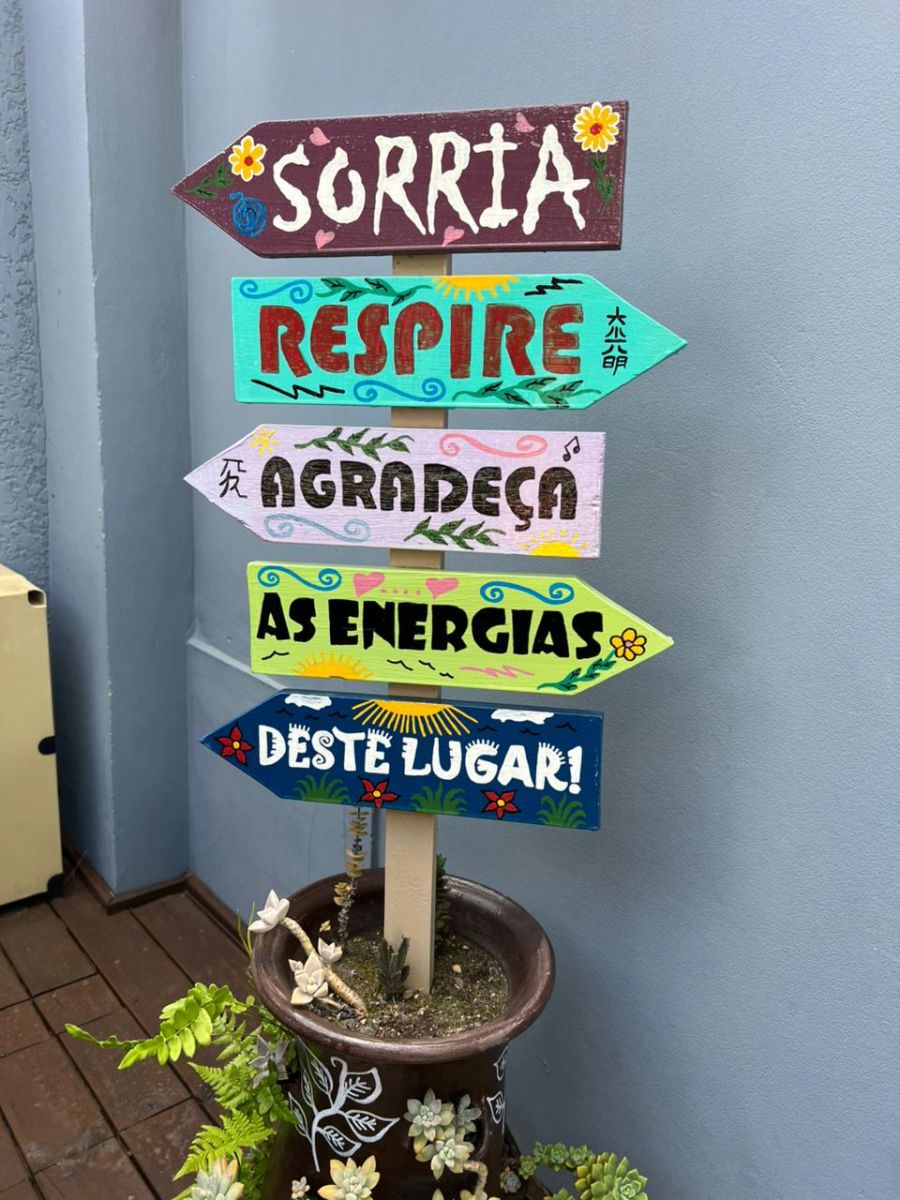 SORRIA
RESPIRE
AGRADEÇA
AS ENERGIAS
DESTE LUGAR!